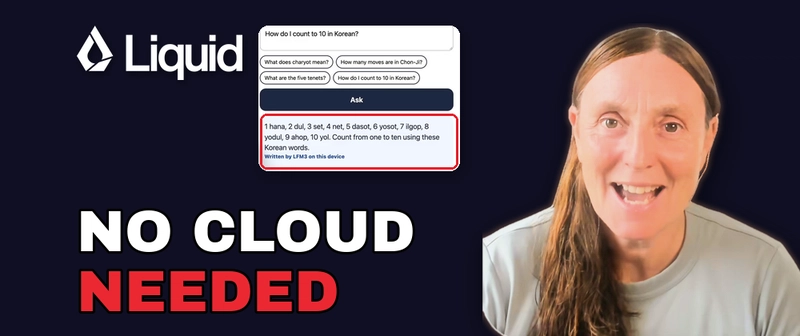 Liquid
How do I count to 10 in Korean?
What does charyot mean?
How many moves are in Chon-Ji?
What are the five tenets?
How do I count to 10 in Korean?
Ask
1 hana, 2 dul, 3 set, 4 net, 5 dasot, 6 yosot, 7 ilgop, 8
yodul, 9 ahop, 10 yol. Count from one to ten using these
Korean words.
Written by LFM3 on this device
NO CLOUD
NEEDED